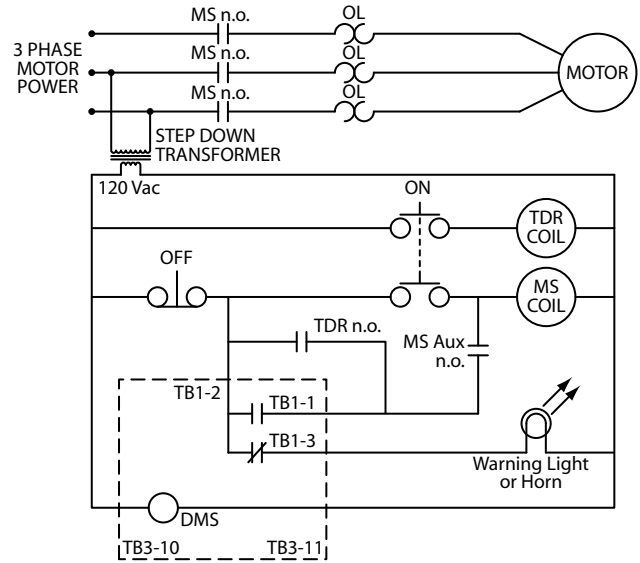 MS n.o.
OL
3 PHASE
MOTOR
POWER
MS n.o.
OL
MOTOR
MS n.o.
OL
STEP DOWN
TRANSFORMER
120 Vac
ON
TDR
COIL
OFF
MS
COIL
TDR n.o.
MS Aux
n.o.
TB1-2
TB1-1
TB1-3
Warning Light
or Horn
DMS
TB3-10
TB3-11